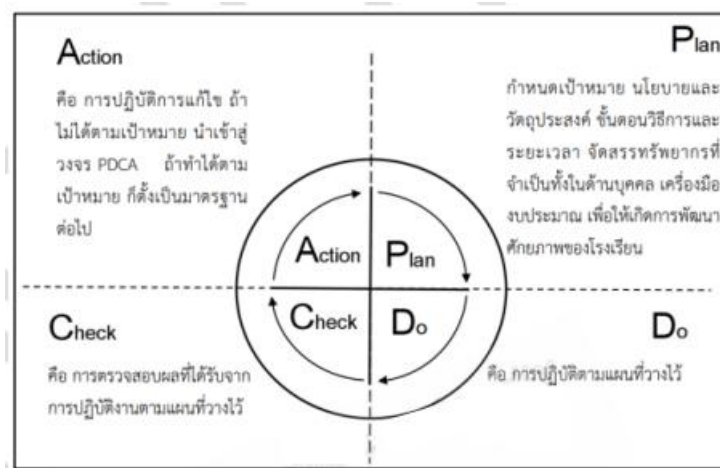 Action
คือ การปฏิบัติการแก้ไข ถ้า
ไม่ได้ตามเป้าหมาย นำเข้าสู่
วงจร PDCA ถ้าทำได้ตาม
เป้าหมาย ก็ตั้งเป็นมาตรฐาน
ต่อไป
Plan
กำหนดเป้าหมาย นโยบายและ
วัตถุประสงค์ ขั้นตอนวิธีการและ
ระยะเวลา จัดสรรทรัพยากรที่
จำเป็นทั้งในด้านบุคคล เครื่องมือ
งบประมาณ เพื่อให้เกิดการพัฒนา
ศักยภาพของโรงเรียน
Action
Plan
Check
Do
Check
คือ การตรวจสอบผลที่ได้รับจาก
การปฏิบัติงานตามแผนที่วางไว้
Do
คือ การปฏิบัติตามแผนที่วางไว้